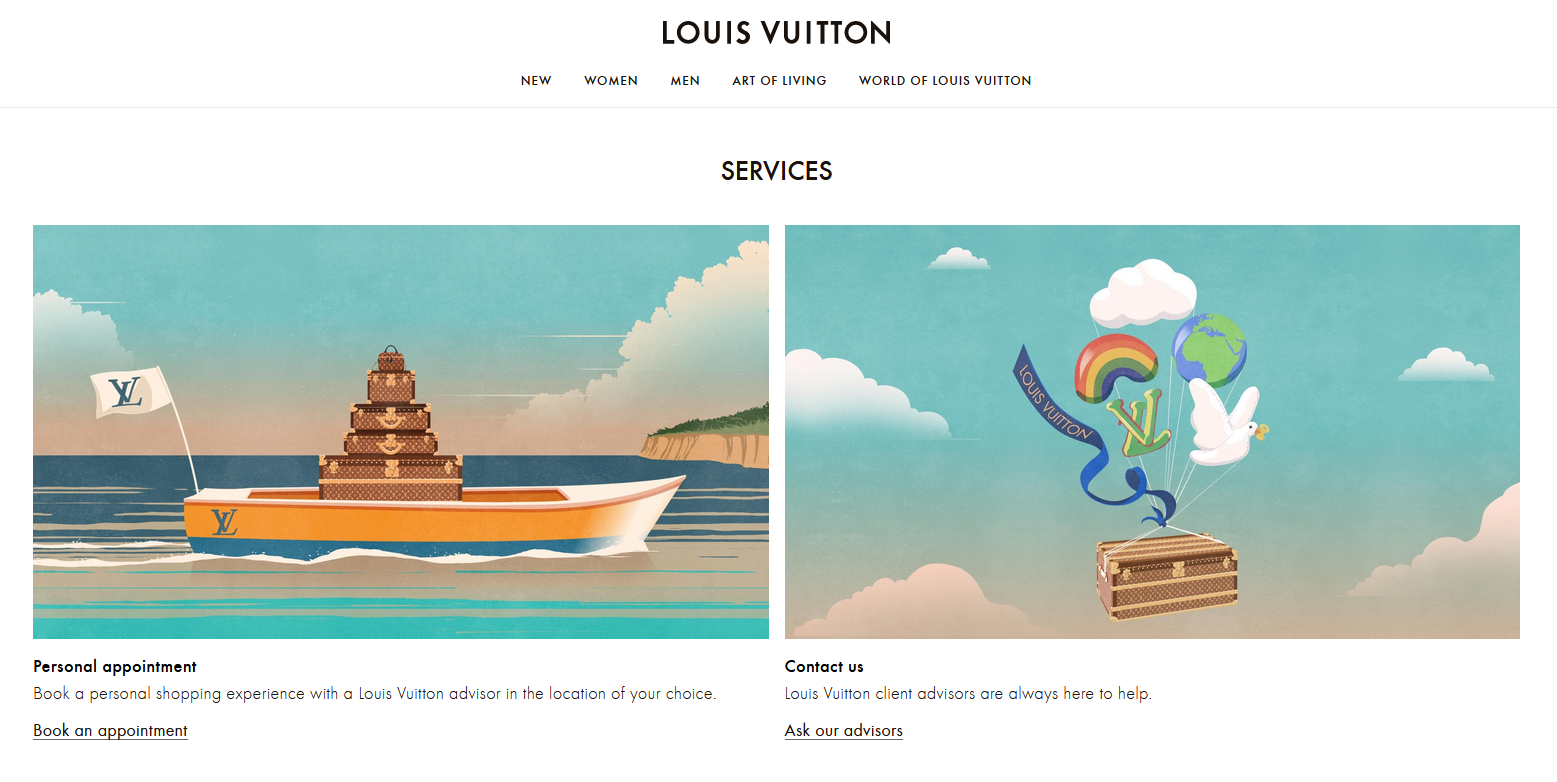 LOUIS VUITTON
NEW WOMEN MEN ART OF LIVING WORLD OF LOUIS VUITTON
SERVICES
LV
LV
LOUIS VUITTON
LV
Personal appointment
Book a personal shopping experience with a Louis Vuitton advisor in the location of your choice.
Book an appointment
Contact us
Louis Vuitton client advisors are always here to help.
Ask our advisors